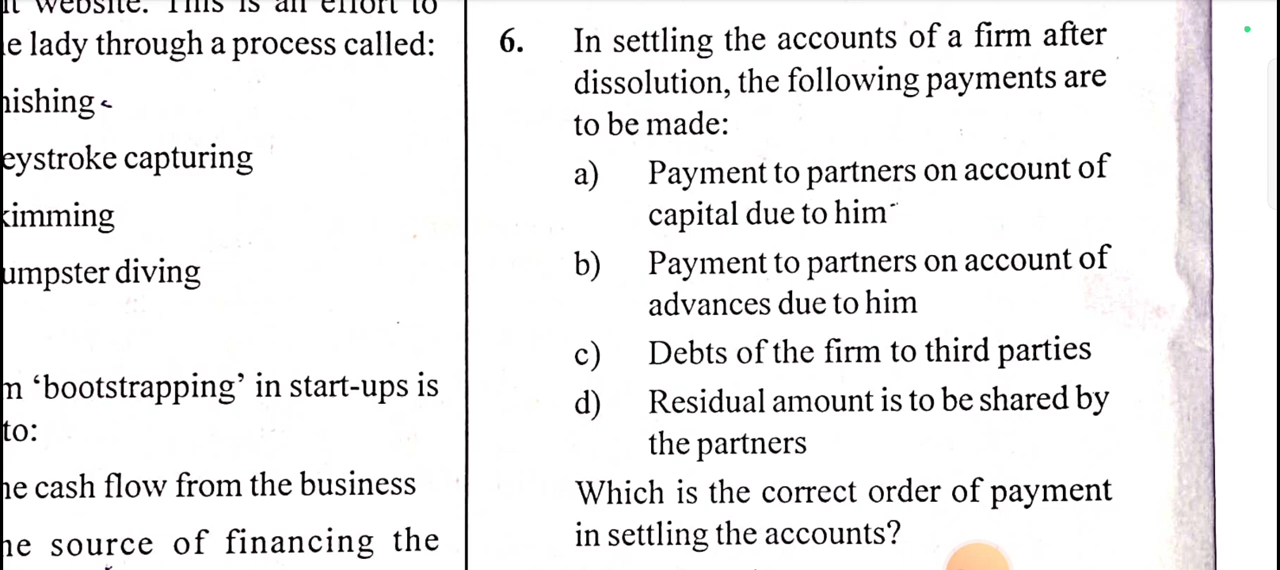 e lady through a process called:
nishing
eystroke capturing
kimming
umpster diving
m ‘bootstrapping’ in start-ups is
to:
he cash flow from the business
he source of financing the
6. In settling the accounts of a firm after
dissolution, the following payments are
to be made:
a) Payment to partners on account of
capital due to him
b) Payment to partners on account of
advances due to him
c) Debts of the firm to third parties
d) Residual amount is to be shared by
the partners
Which is the correct order of payment
in settling the accounts?